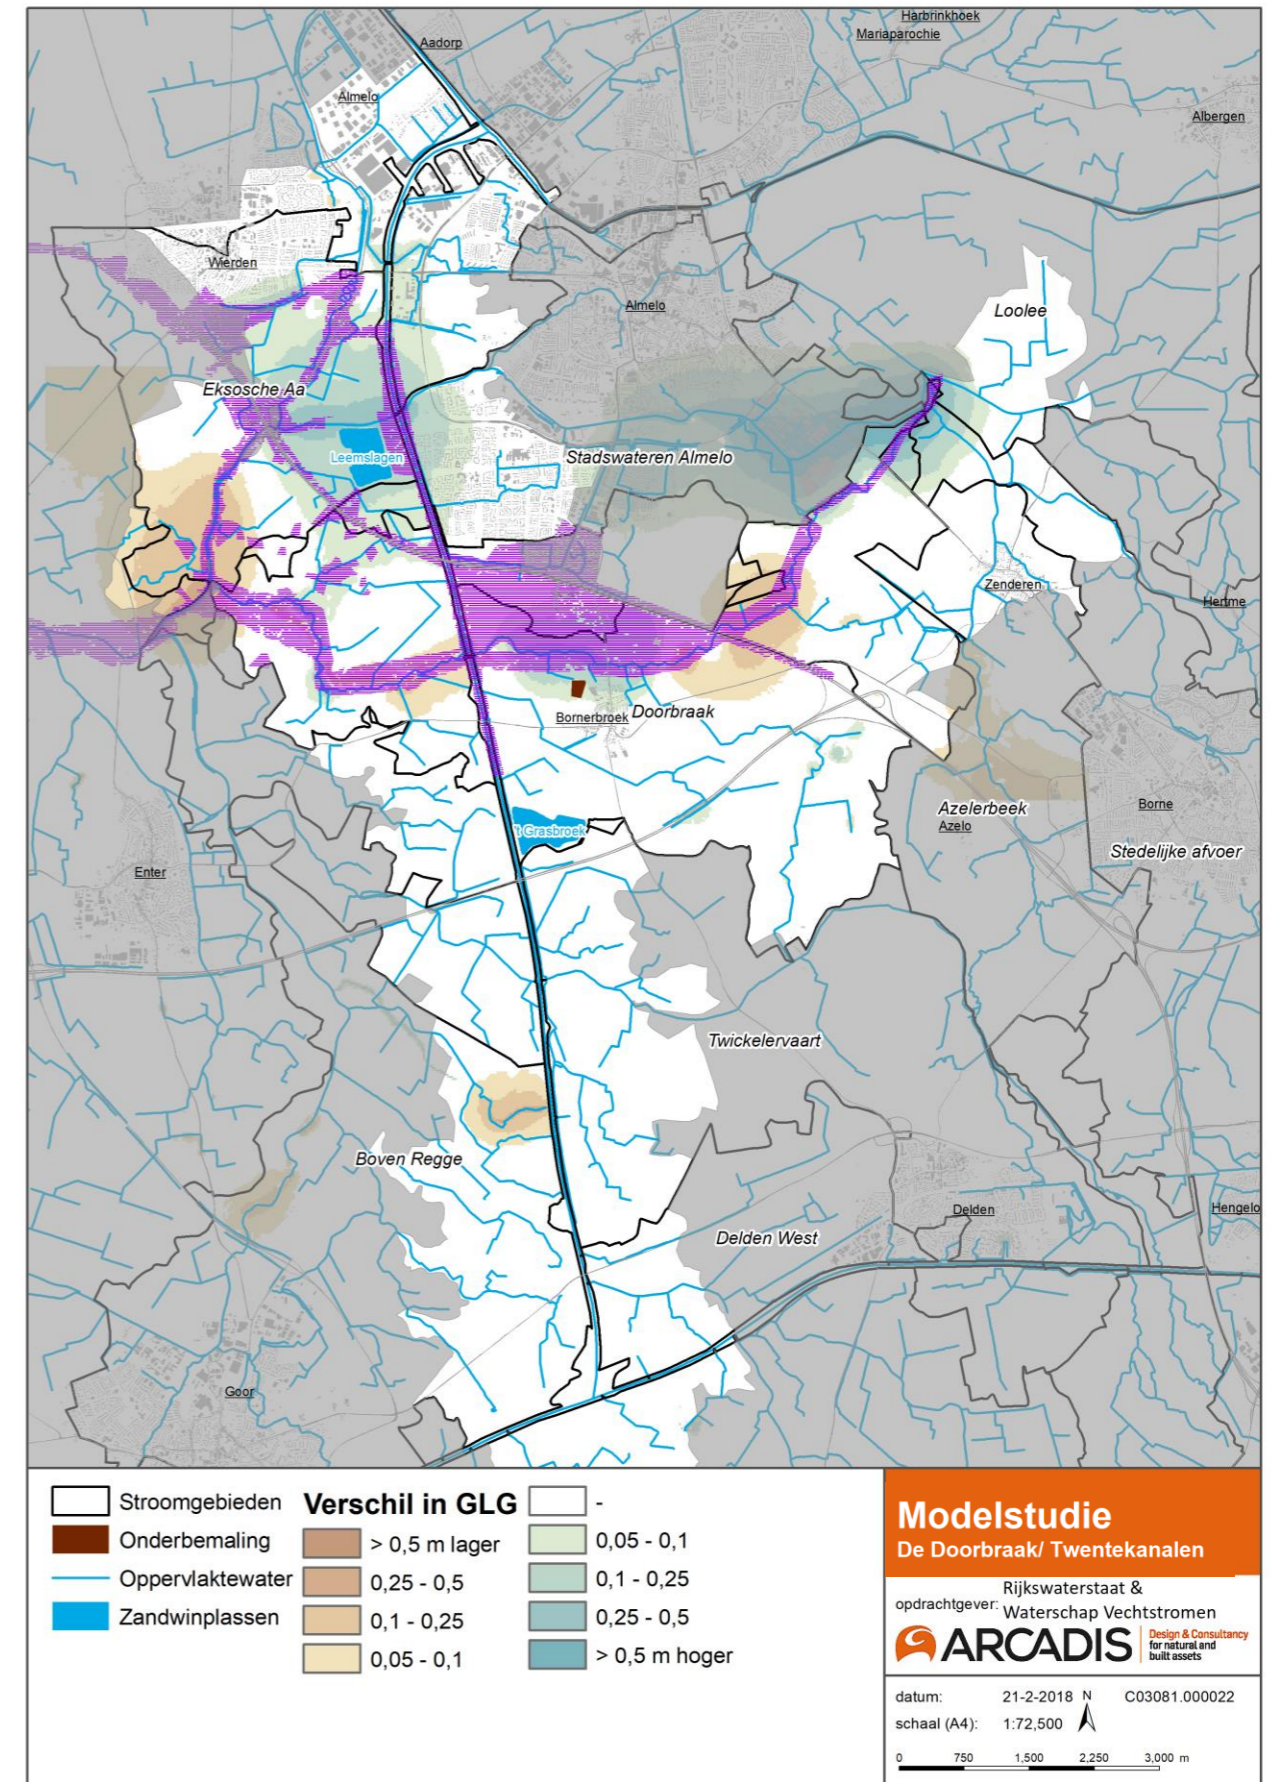 Harbrinkhoek
Mariaparochie
Aadorp
Almelo
Albergen
Wierden
Almelo
Loolee
Eksosche Aa
Leemslagen
Stadswateren Almelo
Zenderen
Hertme
Bornerbroek
Doorbraak
't Grasbroek
Azelerbeek
Azelo
Borne
Stedelijke afvoer
Enter
Twickelervaart
Boven Regge
Delden West
Delden
Hengelo
Goor
Stroomgebieden
Onderbemaling
Oppervlaktewater
Zandwinplassen
Verschil in GLG
> 0,5 m lager
0,25 - 0,5
0,1 - 0,25
0,05 - 0,1
-
0,05 - 0,1
0,1 - 0,25
0,25 - 0,5
> 0,5 m hoger
Modelstudie
De Doorbraak/ Twentekanalen
opdrachtgever: Rijkswaterstaat &
Waterschap Vechtstromen
ARCADIS
Design & Consultancy
for natural and
built assets
datum: 21-2-2018 N C03081.000022
schaal (A4): 1:72,500
0 750 1,500 2,250 3,000 m